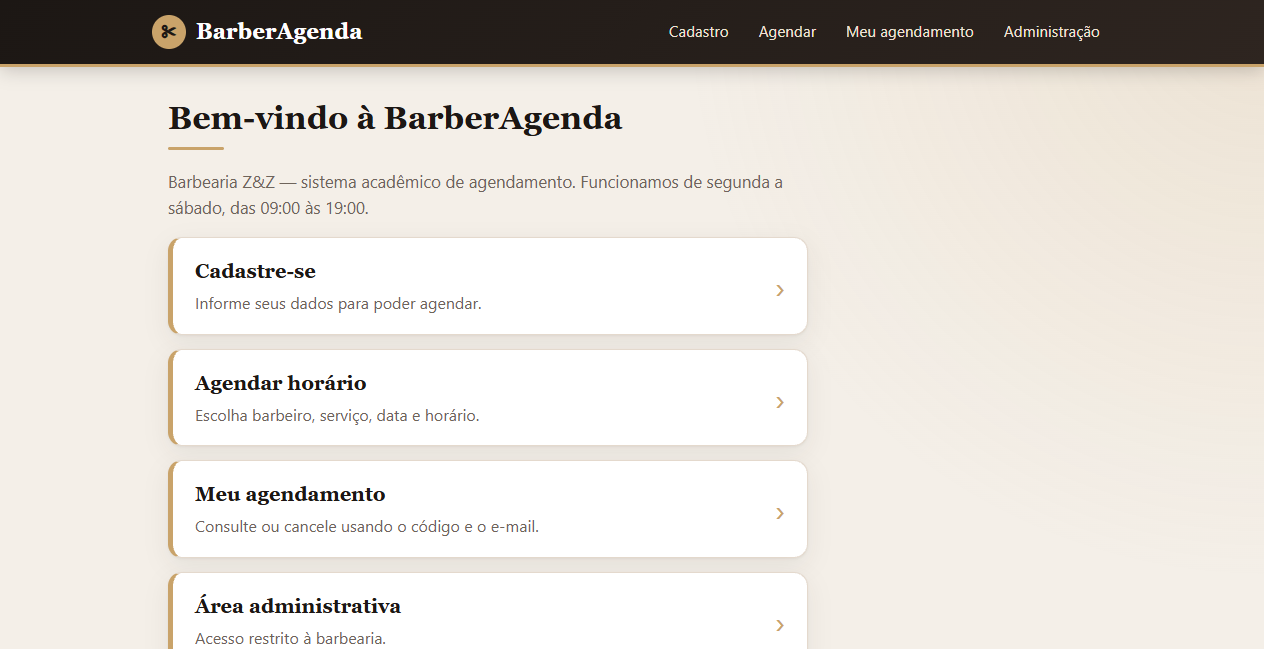 BarberAgenda
Cadastro Agendar Meu agendamento Administração
Bem-vindo à BarberAgenda
Barbearia Z&Z — sistema acadêmico de agendamento. Funcionamos de segunda a
sábado, das 09:00 às 19:00.
Cadastre-se
Informe seus dados para poder agendar.
Agendar horário
Escolha barbeiro, serviço, data e horário.
Meu agendamento
Consulte ou cancele usando o código e o e-mail.
Área administrativa
Acesso restrito à barbearia.